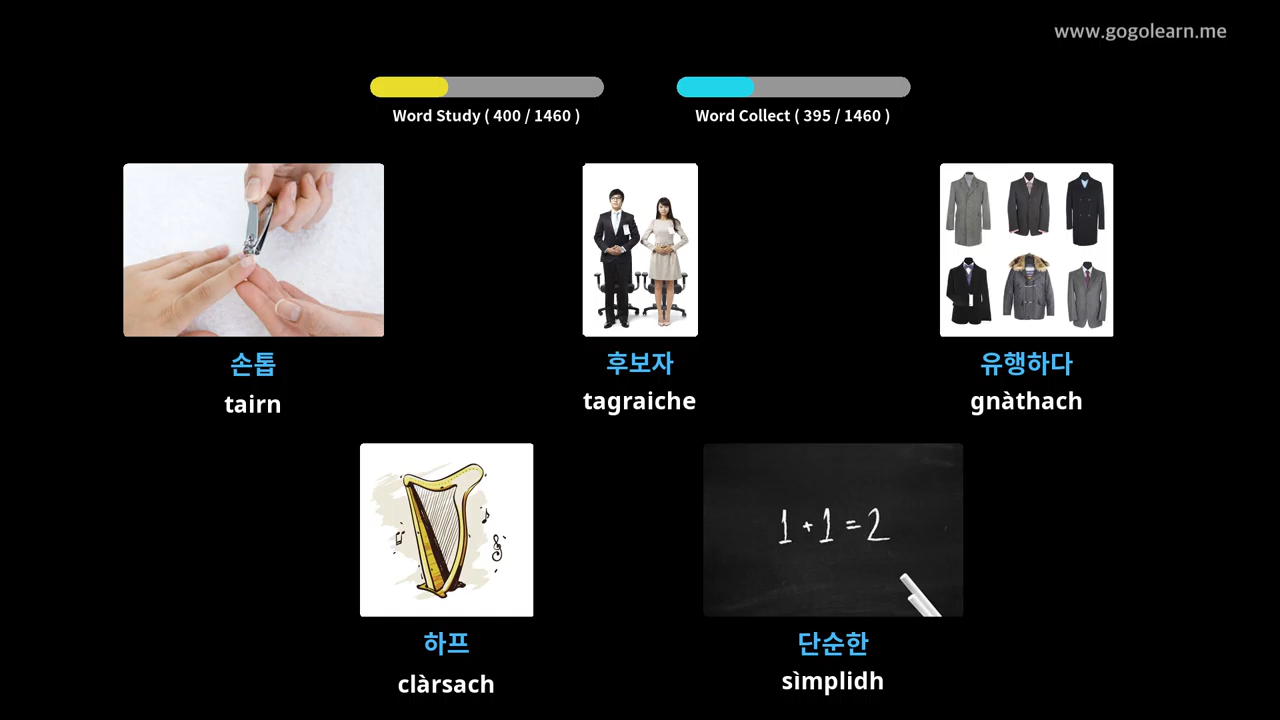 www.gogolearn.me
Word Study ( 400 / 1460 )
Word Collect ( 395 / 1460 )
손톱
tairn
후보자
tagraiche
유행하다
gnàthach
1 + 1 = 2
하프
clàrsach
단순한
sìmplidh